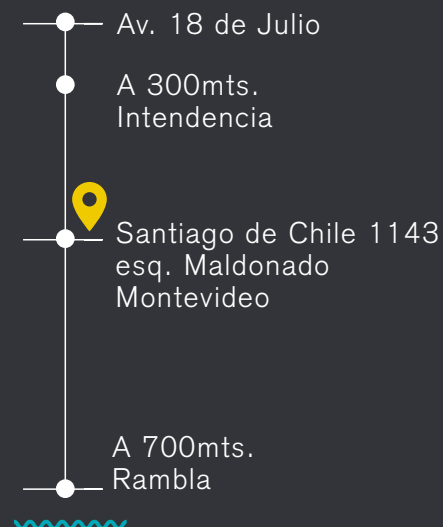 Av. 18 de Julio
A 300mts.
Intendencia
Santiago de Chile 1143
esq. Maldonado
Montevideo
A 700mts.
Rambla